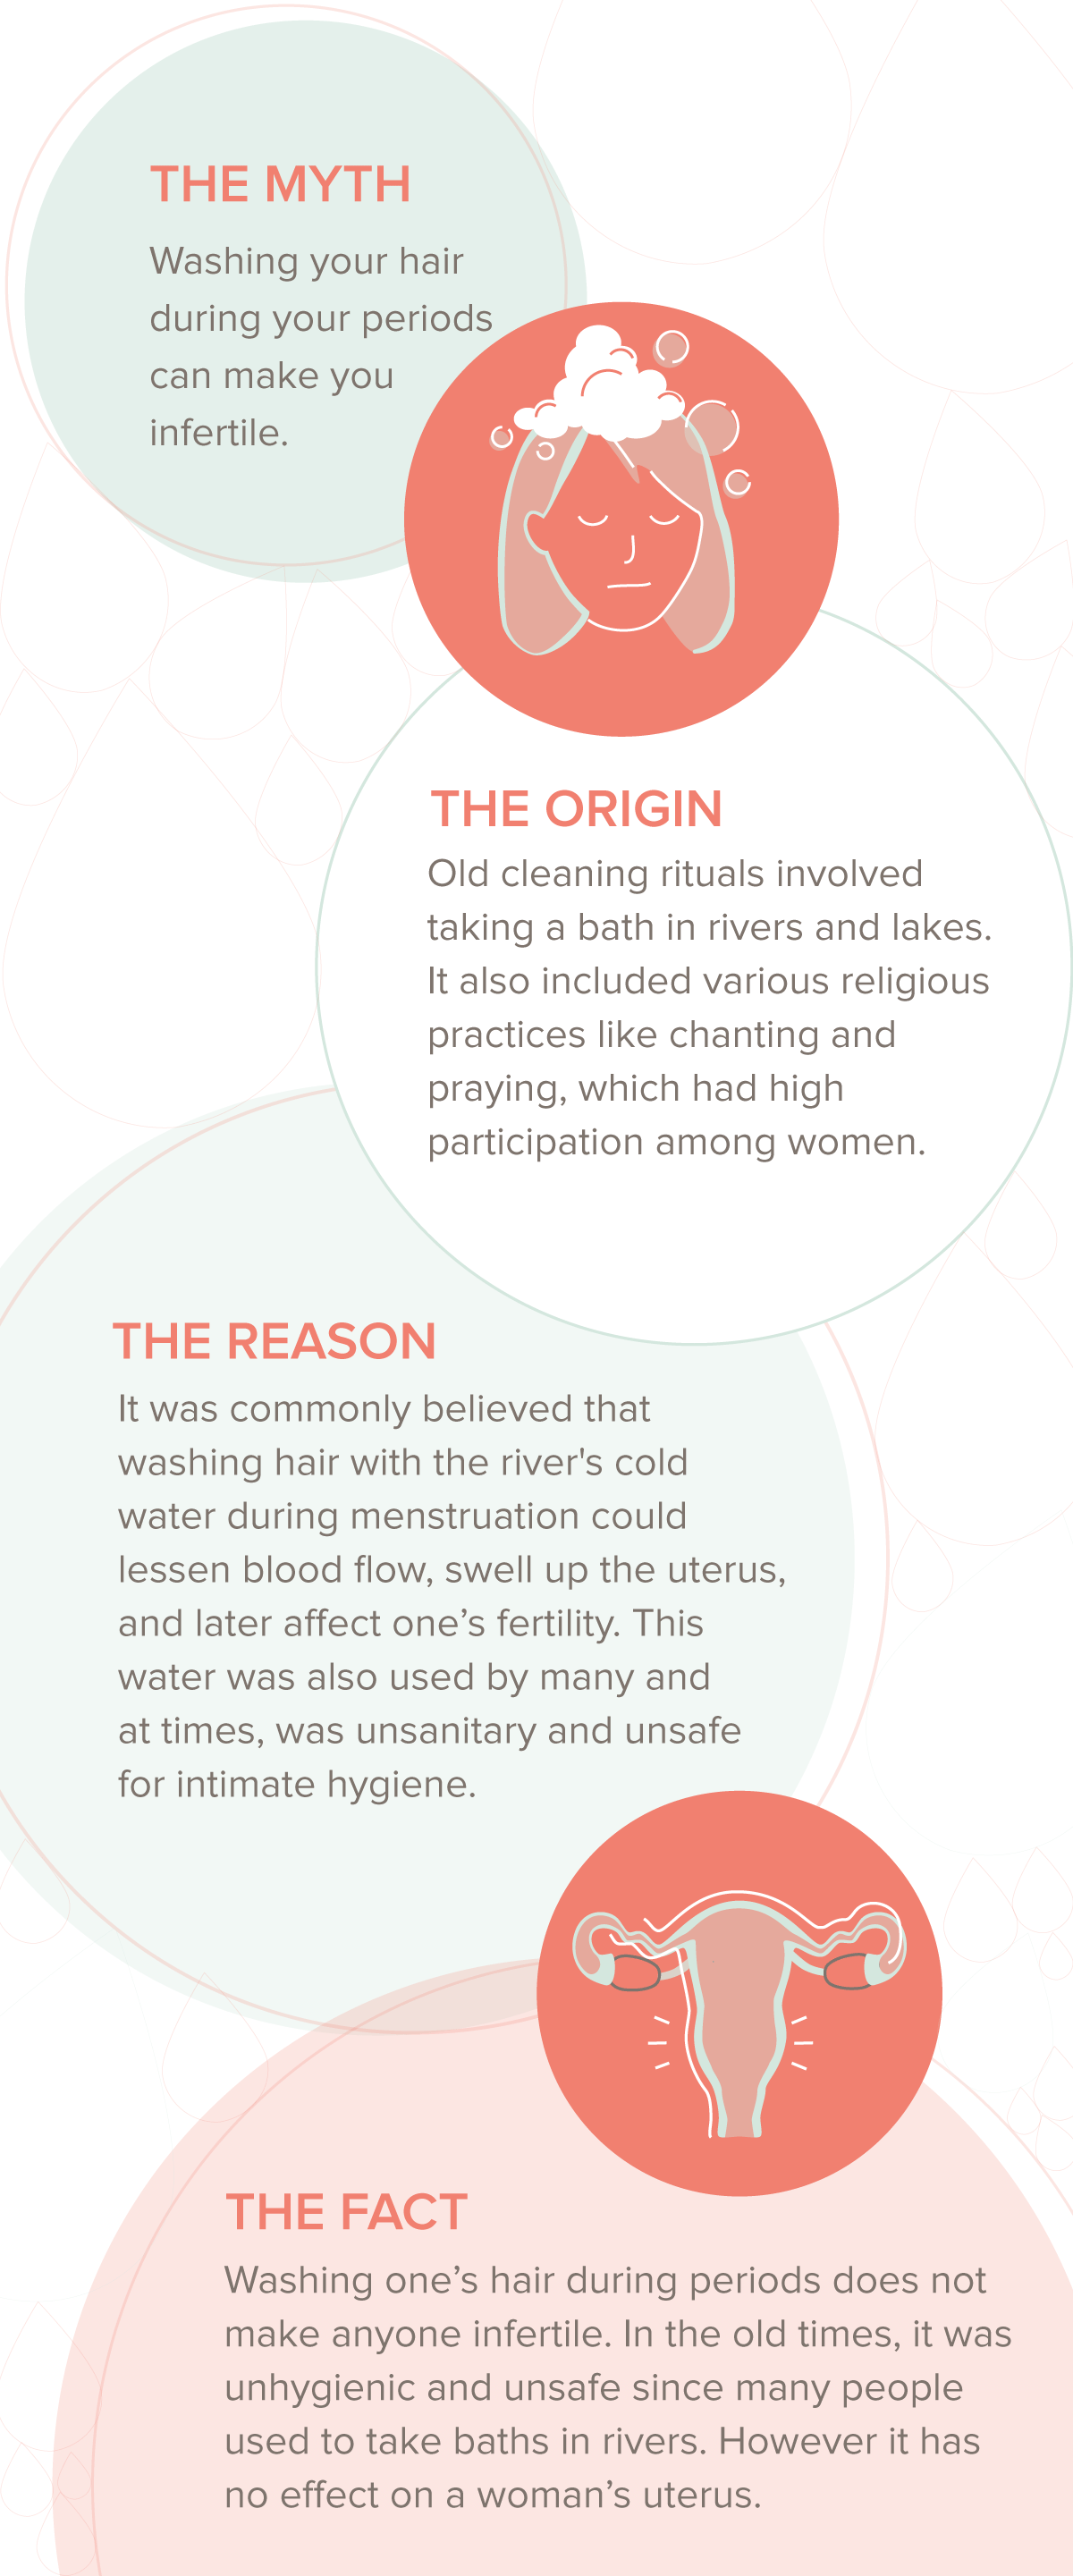 THE MYTH
Washing your hair
during your periods
can make you
infertile.
THE ORIGIN
Old cleaning rituals involved
taking a bath in rivers and lakes.
It also included various religious
practices like chanting and
praying, which had high
participation among women.
THE REASON
It was commonly believed that
washing hair with the river's cold
water during menstruation could
lessen blood flow, swell up the uterus,
and later affect one’s fertility. This
water was also used by many and
at times, was unsanitary and unsafe
for intimate hygiene.
THE FACT
Washing one’s hair during periods does not
make anyone infertile. In the old times, it was
unhygienic and unsafe since many people
used to take baths in rivers. However it has
no effect on a woman’s uterus.